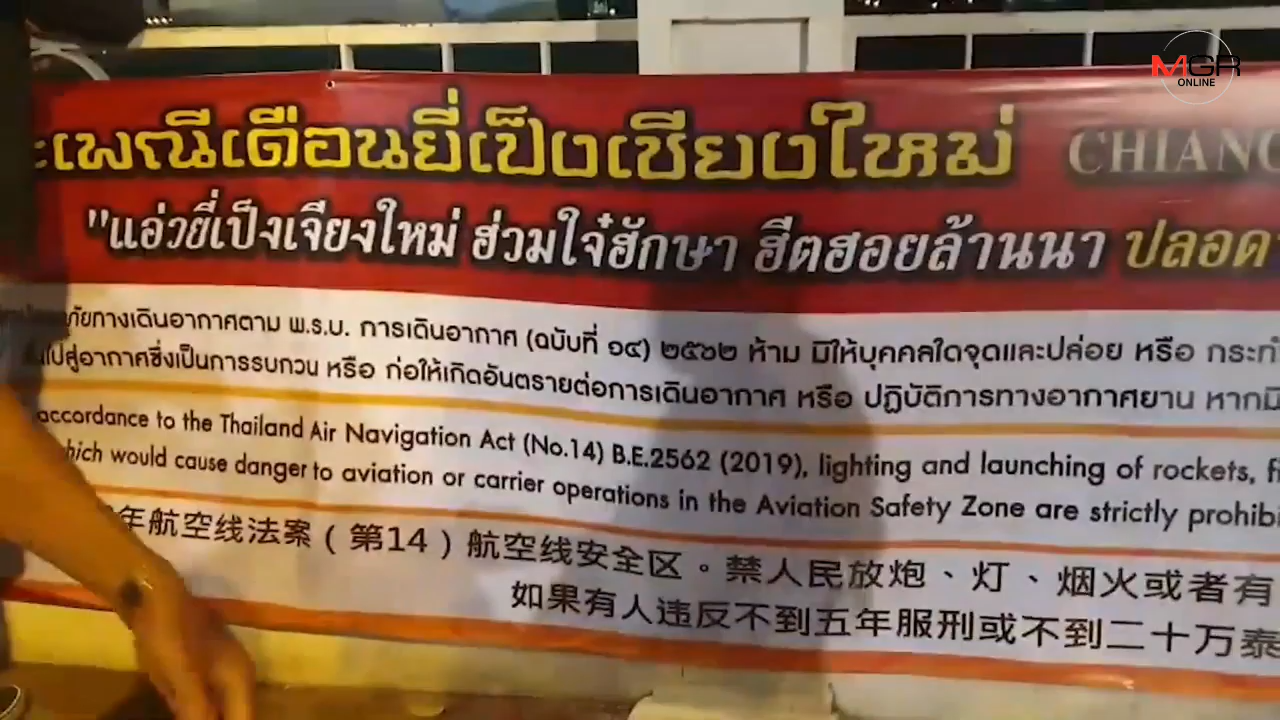 MGR
ONLINE
ะเพณีเดือนยี่เป็งเชียงใหม่ CHIANG
"แอ่วยี่เป็งเจียงใหม่ ฮ่วมใจ๋ฮักษา ฮีตฮอยล้านนา ปลอด
ภัยทางเดินอากาศตาม พ.ร.บ. การเดินอากาศ (ฉบับที่ ๑๔) ๒๕๖๒ ห้าม มิให้บุคคลใดจุดและปล่อย หรือ กระทำ
ไปสู่อากาศซึ่งเป็นการรบกวน หรือ ก่อให้เกิดอันตรายต่อการเดินอากาศ หรือ ปฏิบัติการทางอากาศยาน หากมี
accordance to the Thailand Air Navigation Act (No.14) B.E.2562 (2019), lighting and launching of rockets, fi
which would cause danger to aviation or carrier operations in the Aviation Safety Zone are strictly prohibi
年航空线法案（第14）航空线安全区。禁人民放炮、灯、烟火或者有
如果有人违反不到五年服刑或不到二十万泰